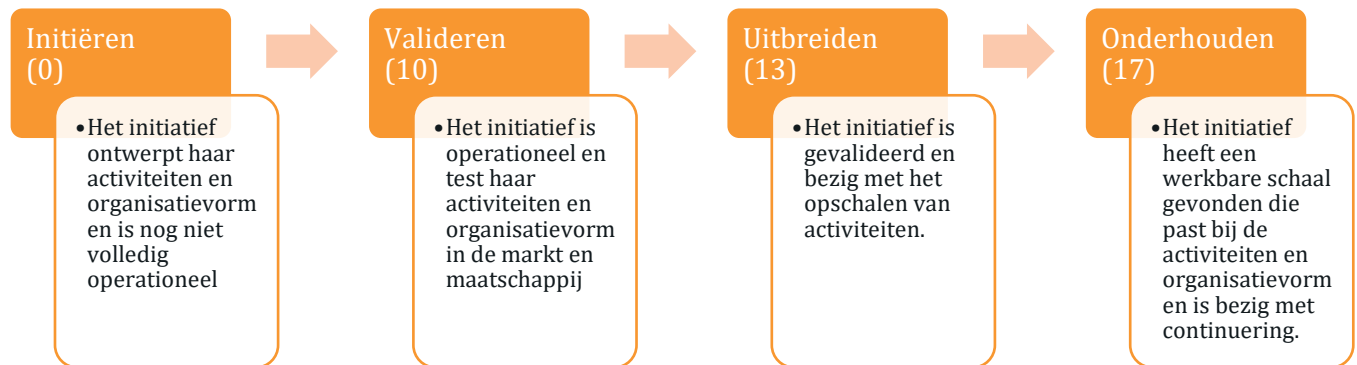 Initiëren
(0)
•Het initiatief
ontwerpt haar
activiteiten en
organisatievorm
en is nog niet
volledig
operationeel
Valideren
(10)
•Het initiatief is
operationeel en
test haar
activiteiten en
organisatievorm
in de markt en
maatschappij
Uitbreiden
(13)
•Het initiatief is
gevalideerd en
bezig met het
opschalen van
activiteiten.
Onderhouden
(17)
•Het initiatief
heeft een
werkbare schaal
gevonden die
past bij de
activiteiten en
organisatievorm
en is bezig met
continuering.